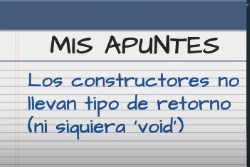 MIS APUNTES
Los constructores no
llevan tipo de retorno
(ni siquiera 'void')